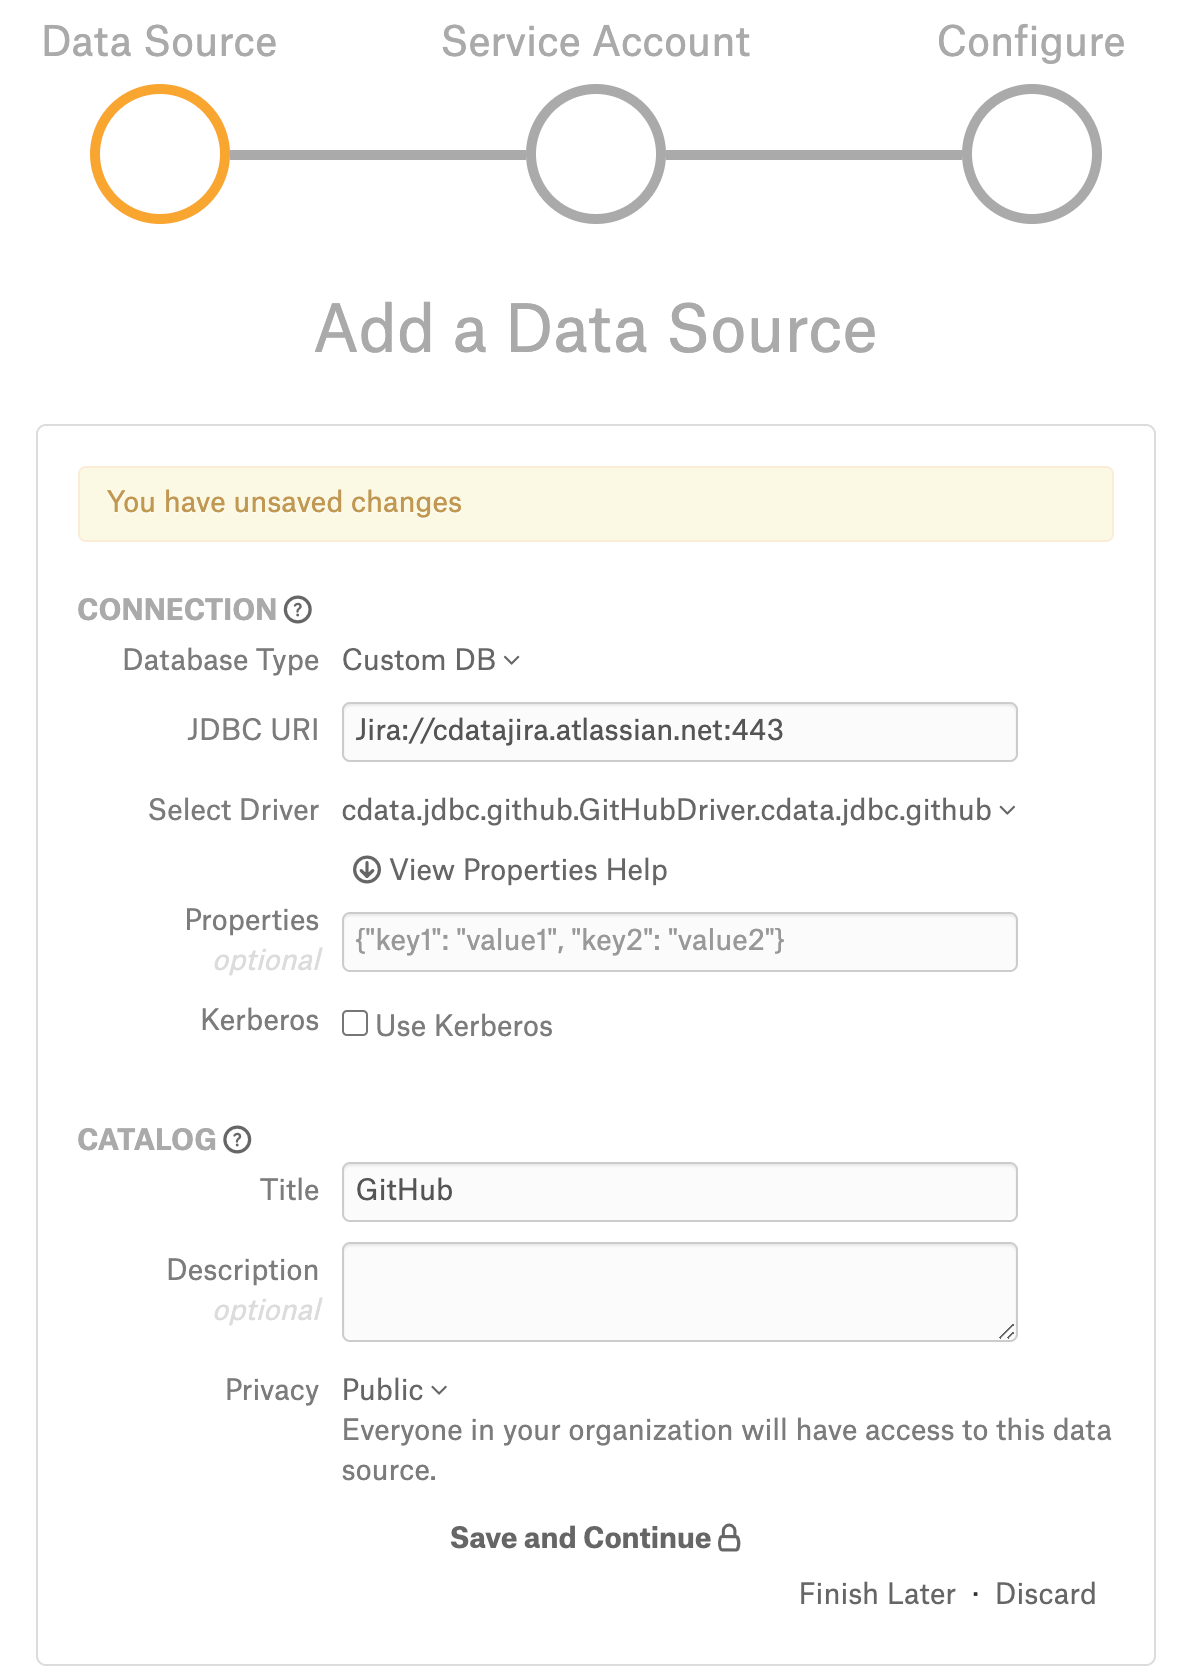 Data Source Service Account Configure
Add a Data Source
You have unsaved changes
CONNECTION ?
Database Type Custom DB
JDBC URI Jira://cdatajira.atlassian.net:443
Select Driver cdata.jdbc.github.GitHubDriver.cdata.jdbc.github
View Properties Help
Properties {"key1": "value1", "key2": "value2"}
optional
Kerberos Use Kerberos
CATALOG ?
Title GitHub
Description
optional
Privacy Public
Everyone in your organization will have access to this data
source.
Save and Continue
Finish Later · Discard